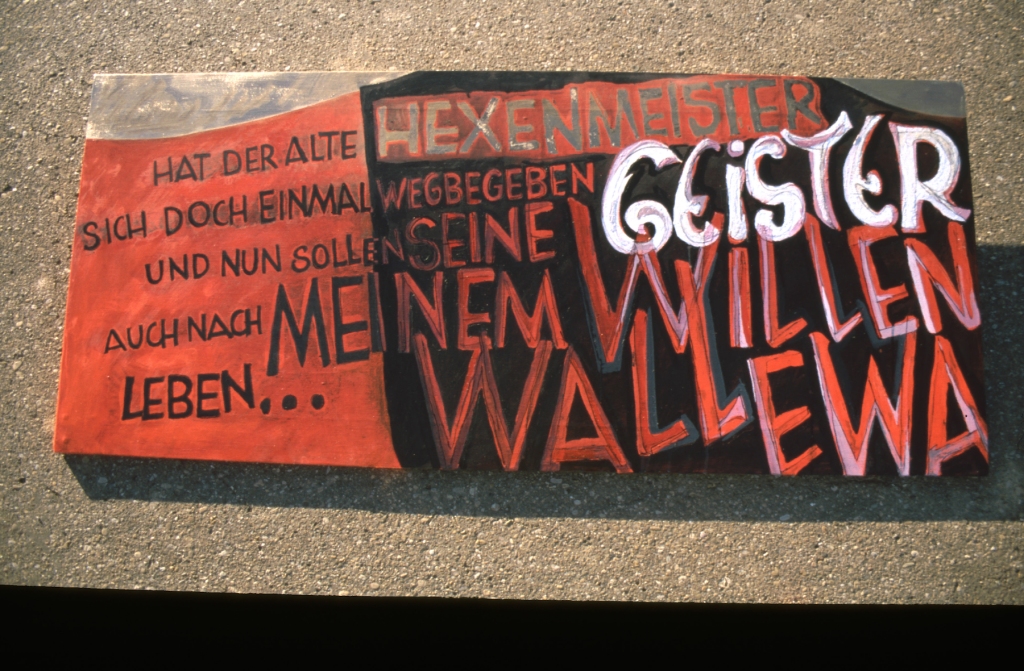 HAT DER ALTE HEXENMEISTER
SICH DOCH EINMAL WEGBEGEBEN
UND NUN SOLLEN SEINE GEISTER
AUCH NACH MEINEM WILLEN
LEBEN... WALLEWA